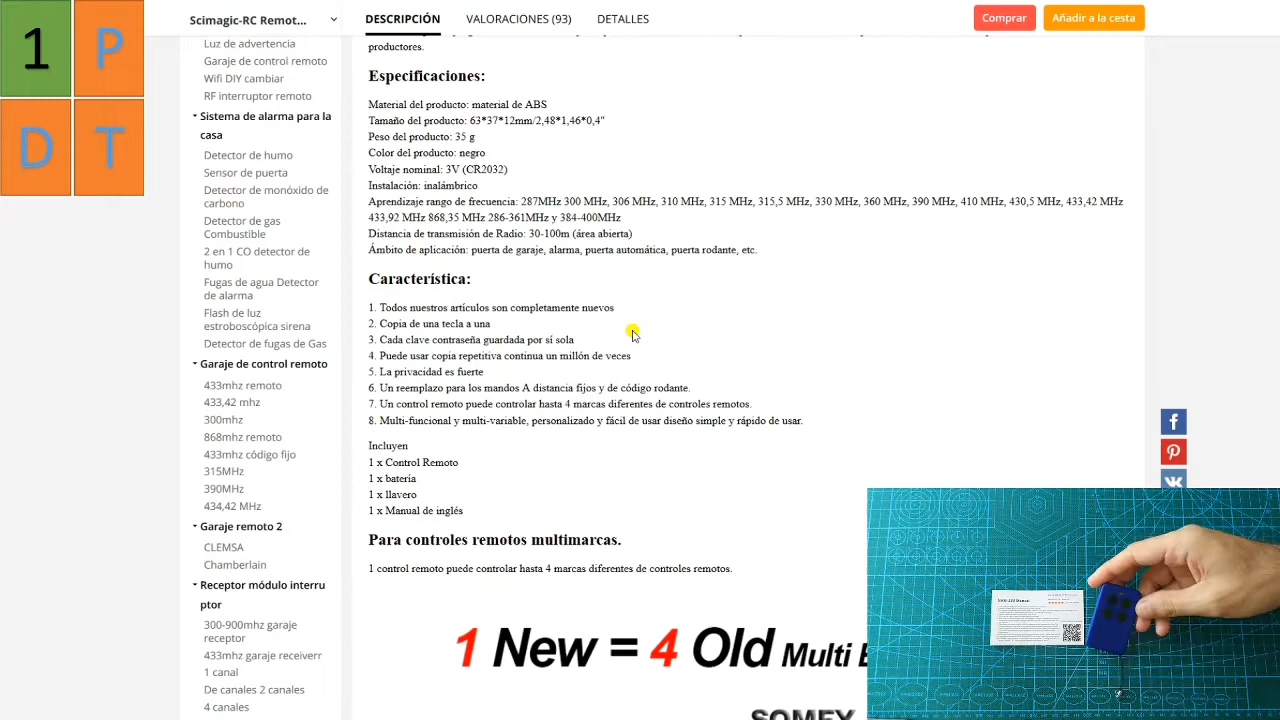 1 P
D T
Scimagic-RC Remot...
DESCRIPCIÓN
VALORACIONES (93)
DETALLES
Comprar
Añadir a la cesta
Luz de advertencia
Garaje de control remoto
Wifi DIY cambiar
RF interruptor remoto
Sistema de alarma para la
casa
Detector de humo
Sensor de puerta
Detector de monóxido de
carbono
Detector de gas
Combustible
2 en 1 CO detector de
humo
Fugas de agua Detector
de alarma
Flash de luz
estroboscópica sirena
Detector de fugas de Gas
Garaje de control remoto
433mhz remoto
433,42 mhz
300mhz
868mhz remoto
433mhz código fijo
315MHz
390MHz
434,42 MHz
Garaje remoto 2
CLEMSA
Chamberlain
Receptor módulo interru
ptor
300-900mhz garaje
receptor
433mhz garaje receiverr
1 canal
De canales 2 canales
4 canales
productores.
Especificaciones:
Material del producto: material de ABS
Tamaño del producto: 63*37*12mm/2,48*1,46*0,4"
Peso del producto: 35 g
Color del producto: negro
Voltaje nominal: 3V (CR2032)
Instalación: inalámbrico
Aprendizaje rango de frecuencia: 287MHz 300 MHz, 306 MHz, 310 MHz, 315 MHz, 315,5 MHz, 330 MHz, 360 MHz, 390 MHz, 410 MHz, 430,5 MHz, 433,42 MHz
433,92 MHz 868,35 MHz 286-361MHz y 384-400MHz
Distancia de transmisión de Radio: 30-100m (área abierta)
Ámbito de aplicación: puerta de garaje, alarma, puerta automática, puerta rodante, etc.
Característica:
1. Todos nuestros artículos son completamente nuevos
2. Copia de una tecla a una
3. Cada clave contraseña guardada por sí sola
4. Puede usar copia repetitiva continua un millón de veces
5. La privacidad es fuerte
6. Un reemplazo para los mandos A distancia fijos y de código rodante.
7. Un control remoto puede controlar hasta 4 marcas diferentes de controles remotos.
8. Multi-funcional y multi-variable, personalizado y fácil de usar diseño simple y rápido de usar.
Incluyen
1 x Control Remoto
1 x batería
1 x llavero
1 x Manual de inglés
Para controles remotos multimarcas.
1 control remoto puede controlar hasta 4 marcas diferentes de controles remotos.
1 New = 4 Old Multi
SOMFY